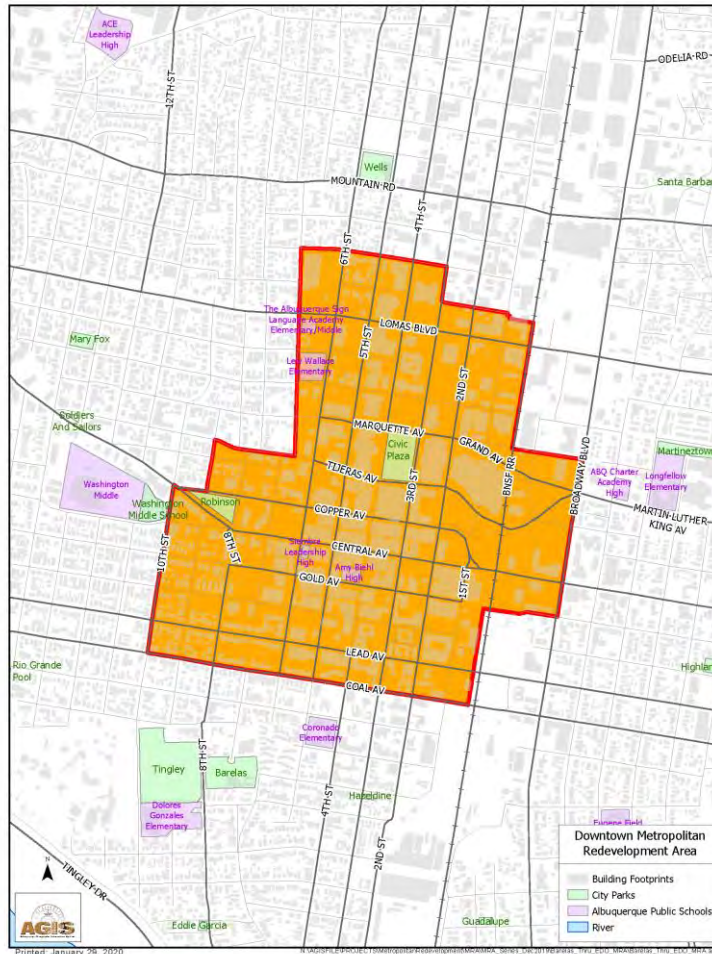 ACE
Leadership
High
12TH ST
ODELIA RD
Wells
MOUNTAIN RD
Santa Barba
4TH ST
6TH ST
The Albuquerque Sign
Language Academy
Elementary/Middle
LOMAS BLVD
Mary Fox
5TH ST
Lew Wallace
Elementary
2ND ST
Soldiers
And Sailors
MARQUETTE AV
Civic
Plaza
GRAND AV
BROADWAY BLVD
Martineztown
TIJERAS AV
3RD ST
BNSF RR
ABQ Charter
Academy
High
Longfellow
Elementary
Washington
Middle
Washington
Middle School
Robinson
COPPER AV
MARTIN LUTHER
KING AV
10TH ST
8TH ST
CENTRAL AV
Siembre
Leadership
High
Amy Biehl
High
GOLD AV
1ST ST
LEAD AV
Rio Grande
Pool
COAL AV
Highlan
Coronado
Elementary
Tingley
8TH ST
Barelas
4TH ST
Hazeldine
Dolores
Gonzales
Elementary
2ND ST
Eugene Field
TINGLEY DR
N
AGIS
Eddie Garcia
Guadalupe
Downtown Metropolitan
Redevelopment Area
Building Footprints
City Parks
Albuquerque Public Schools
River
Printed: January 29, 2020